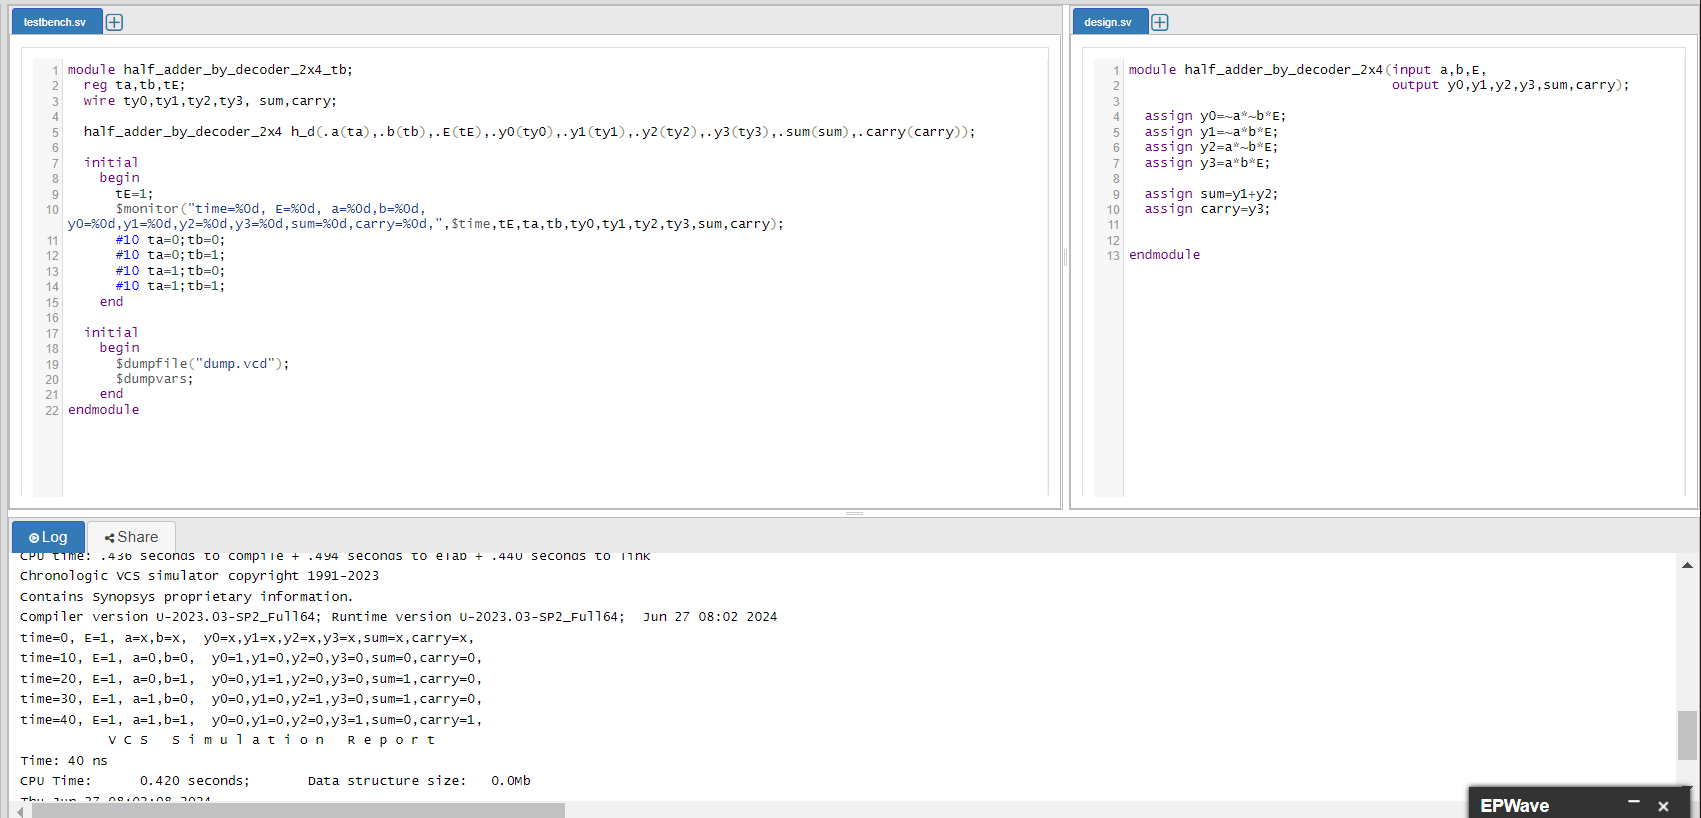 testbench.sv
1 module half_adder_by_decoder_2x4_tb;
2 reg ta,tb,tE;
3 wire ty0,ty1,ty2,ty3, sum,carry;
4
5 half_adder_by_decoder_2x4 h_d(.a(ta),.b(tb),.E(tE),.y0(ty0),.y1(ty1),.y2(ty2),.y3(ty3),.sum(sum),.carry(carry));
6
7 initial
8 begin
9 tE=1;
10 $monitor("time=%0d, E=%0d, a=%0d,b=%0d,
y0=%0d,y1=%0d,y2=%0d,y3=%0d,sum=%0d,carry=%0d,",$time,tE,ta,tb,ty0,ty1,ty2,ty3,sum,carry);
11 #10 ta=0;tb=0;
12 #10 ta=0;tb=1;
13 #10 ta=1;tb=0;
14 #10 ta=1;tb=1;
15 end
16
17 initial
18 begin
19 $dumpfile("dump.vcd");
20 $dumpvars;
21 end
22 endmodule
design.sv
1 module half_adder_by_decoder_2x4(input a,b,E,
2 output y0,y1,y2,y3,sum,carry);
3
4 assign y0=~a*~b*E;
5 assign y1=~a*b*E;
6 assign y2=a*~b*E;
7 assign y3=a*b*E;
8
9 assign sum=y1+y2;
10 assign carry=y3;
11
12
13 endmodule
Log
Share
CPU time: .436 seconds to compile + .494 seconds to elab + .440 seconds to link
Chronologic VCS simulator copyright 1991-2023
Contains Synopsys proprietary information.
Compiler version U-2023.03-SP2_Full64; Runtime version U-2023.03-SP2_Full64;  Jun 27 08:02 2024
time=0, E=1, a=x,b=x,  y0=x,y1=x,y2=x,y3=x,sum=x,carry=x,
time=10, E=1, a=0,b=0,  y0=1,y1=0,y2=0,y3=0,sum=0,carry=0,
time=20, E=1, a=0,b=1,  y0=0,y1=1,y2=0,y3=0,sum=1,carry=0,
time=30, E=1, a=1,b=0,  y0=0,y1=0,y2=1,y3=0,sum=1,carry=0,
time=40, E=1, a=1,b=1,  y0=0,y1=0,y2=0,y3=1,sum=0,carry=1,
V C S   S i m u l a t i o n   R e p o r t
Time: 40 ns
CPU Time:      0.420 seconds;       Data structure size:   0.0Mb
Thu Jun 27 08:02:08 2024
EPWave